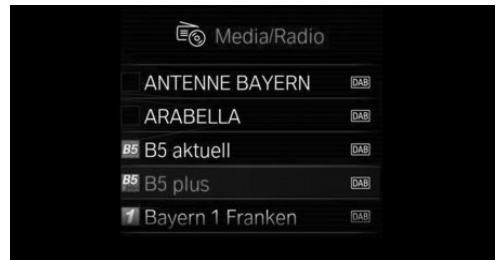 Media/Radio
ANTENNE BAYERN DAB
ARABELLA DAB
B5 B5 aktuell DAB
B5 B5 plus DAB
1 Bayern 1 Franken DAB